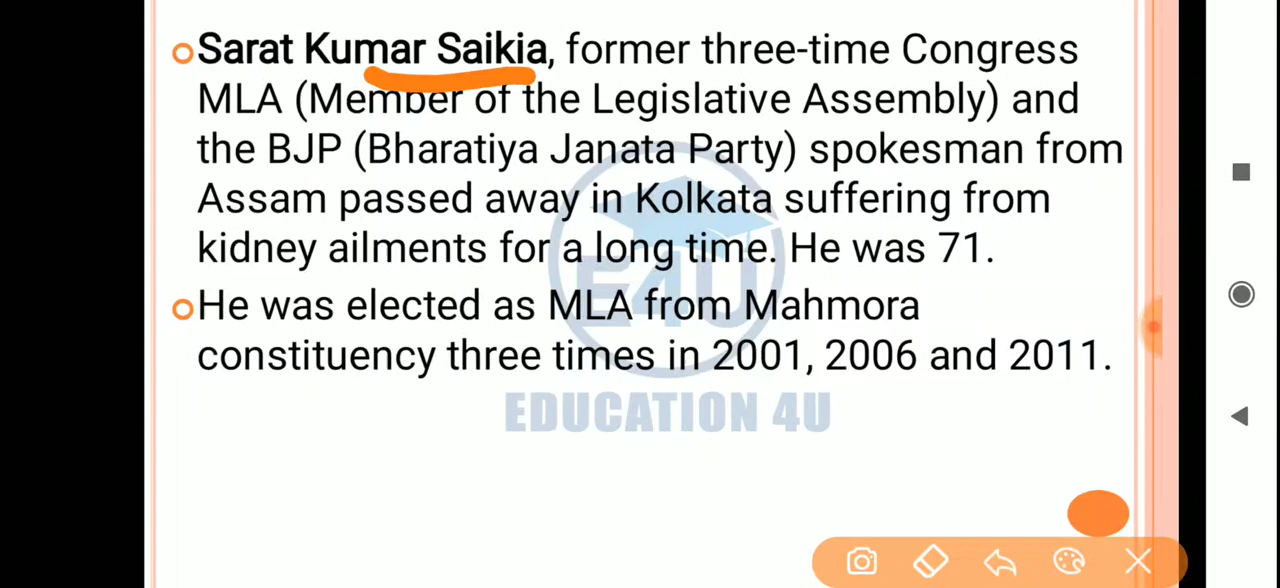 Sarat Kumar Saikia, former three-time Congress
MLA (Member of the Legislative Assembly) and
the BJP (Bharatiya Janata Party) spokesman from
Assam passed away in Kolkata suffering from
kidney ailments for a long time. He was 71.
He was elected as MLA from Mahmora
constituency three times in 2001, 2006 and 2011.
E4U
EDUCATION 4U